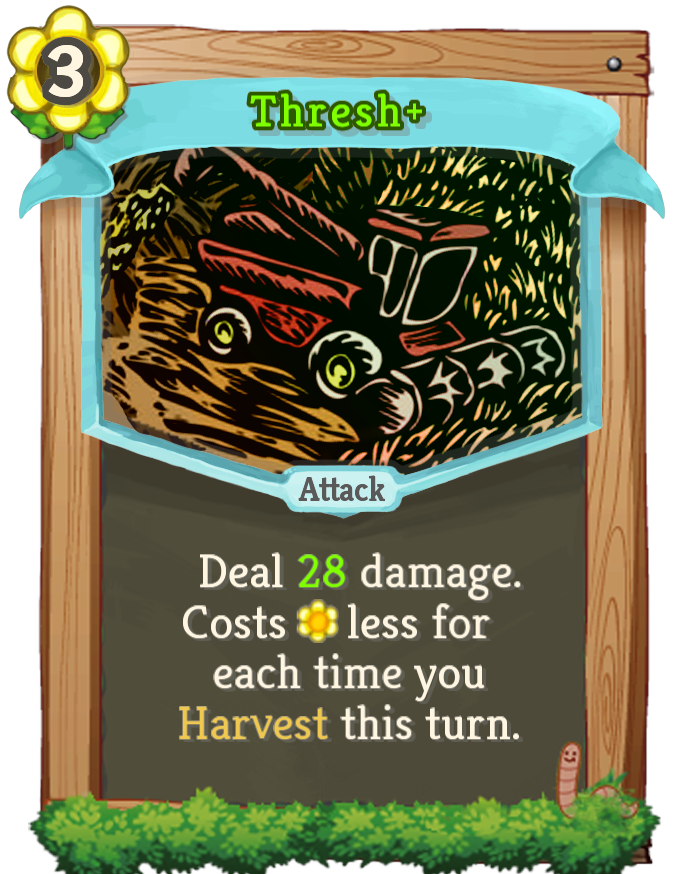 3
Thresh+
Attack
Deal 28 damage.
Costs less for
each time you
Harvest this turn.